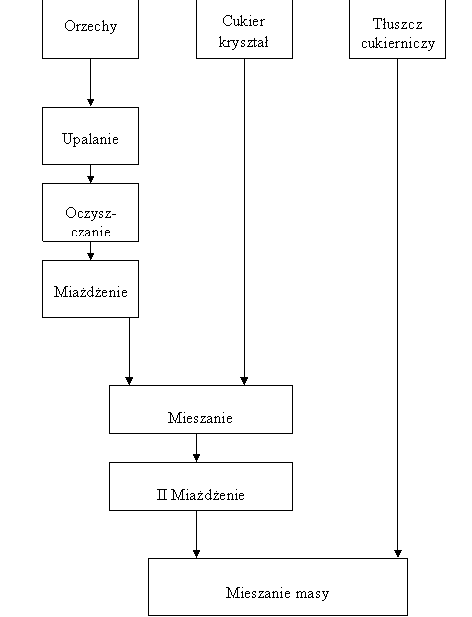 Orzechy
Cukier
kryształ
Tłuszcz
cukierniczy
Upalanie
Oczysz-
czanie
Miażdżenie
Mieszanie
II Miażdżenie
Mieszanie masy